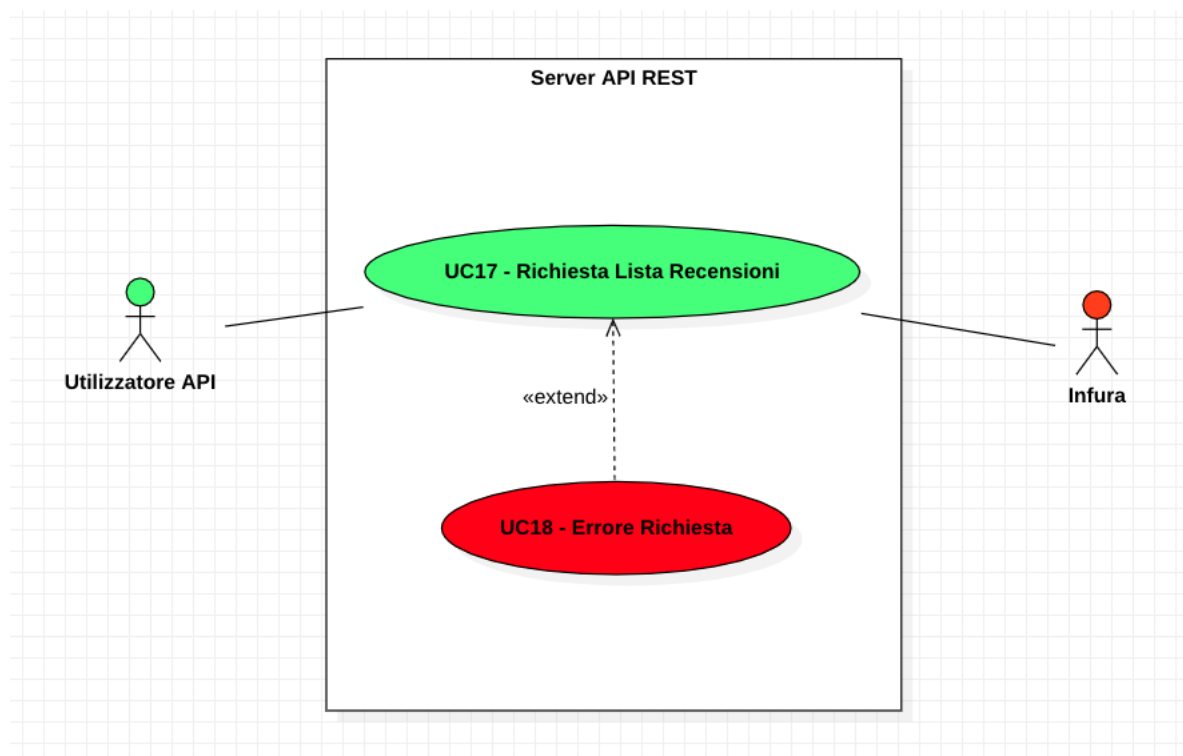 Server API REST
UC17 - Richiesta Lista Recensioni
Utilizzatore API
Infura
«extend»
UC18 - Errore Richiesta